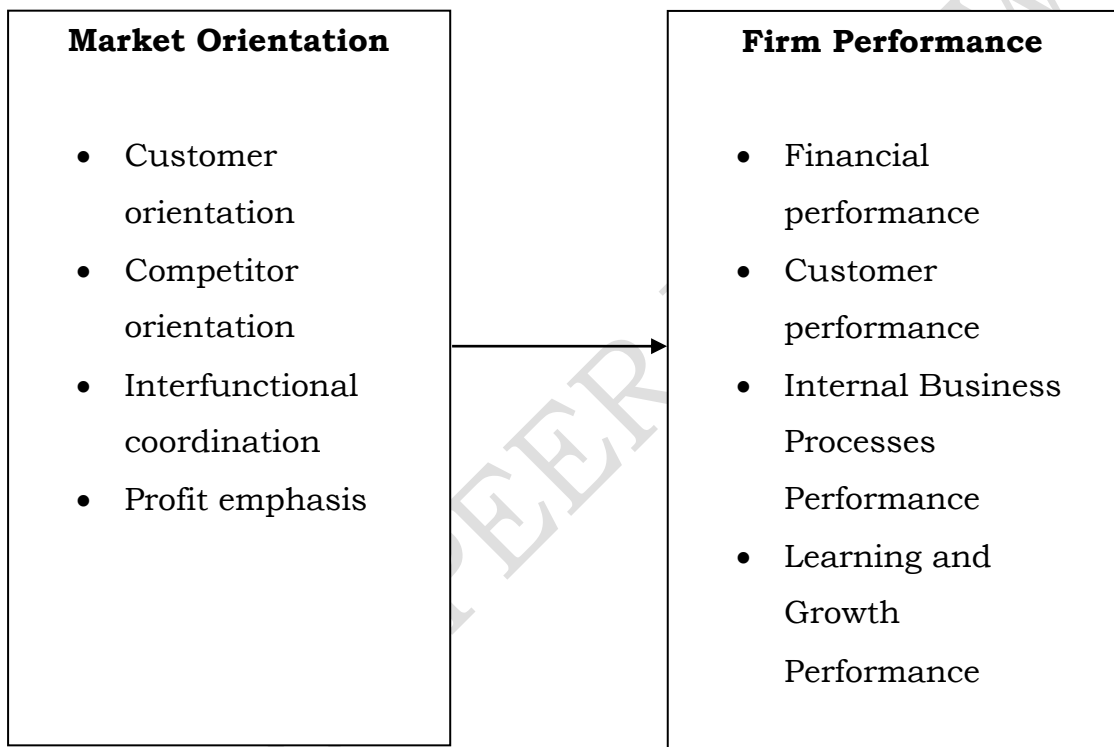 Market Orientation
• Customer
orientation
• Competitor
orientation
• Interfunctional
coordination
• Profit emphasis
Firm Performance
• Financial
performance
• Customer
performance
• Internal Business
Processes
Performance
• Learning and
Growth
Performance
PEER